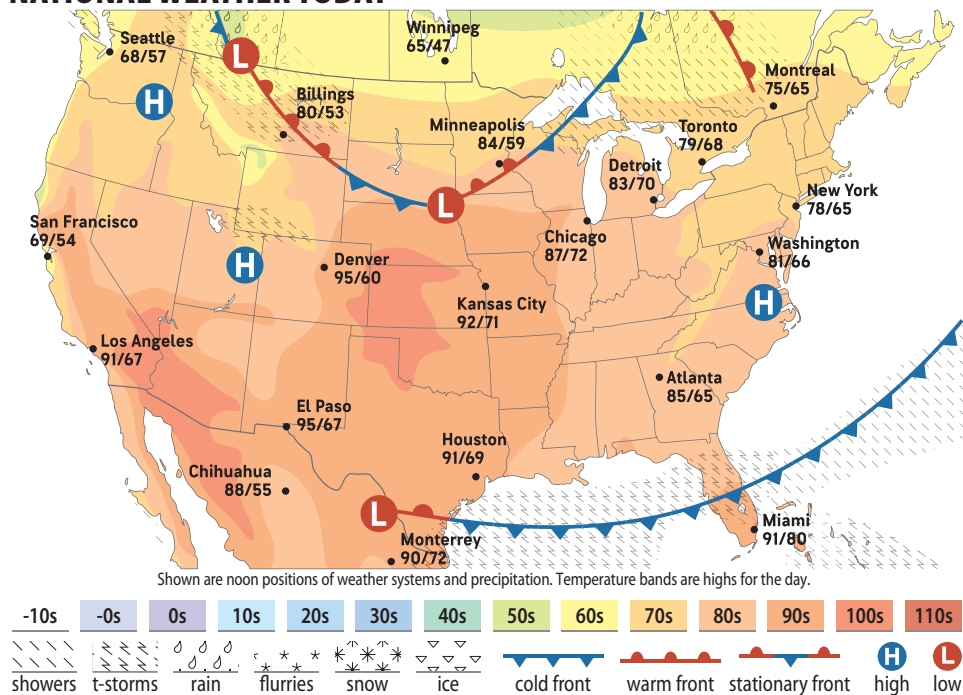 NATIONAL WEATHER TODAY
Seattle
68/57
Winnipeg
65/47
L
H
Billings
80/53
Montreal
75/65
Minneapolis
84/59
Toronto
79/68
Detroit
83/70
New York
78/65
L
San Francisco
69/54
Chicago
87/72
Washington
81/66
H
Denver
95/60
Kansas City
92/71
H
Los Angeles
91/67
Atlanta
85/65
El Paso
95/67
Houston
91/69
Chihuahua
88/55
L
Monterrey
90/72
Miami
91/80
Shown are noon positions of weather systems and precipitation. Temperature bands are highs for the day.
-10s -0s 0s 10s 20s 30s 40s 50s 60s 70s 80s 90s 100s 110s
H L
showers t-storms rain flurries snow ice cold front warm front stationary front high low